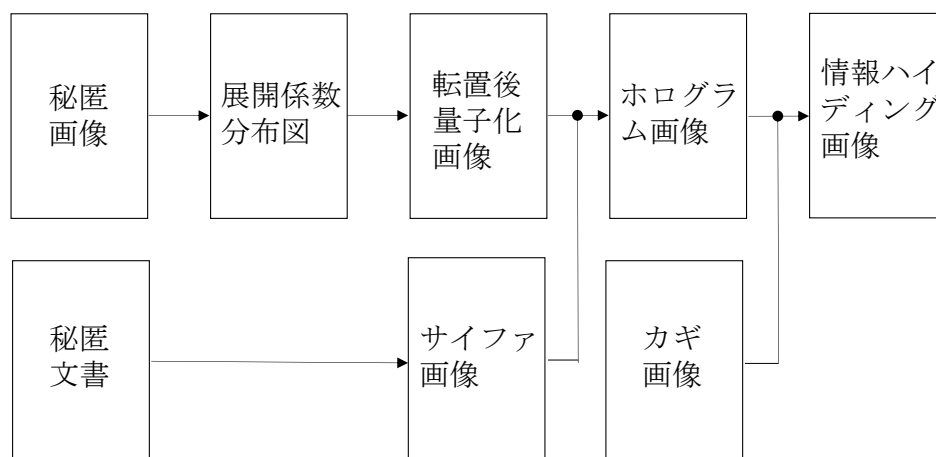 秘匿
画像
展開係数
分布図
転置後
量子化
画像
ホログラ
ム画像
情報ハイ
ディング
画像
秘匿
文書
サイファ
画像
カギ
画像